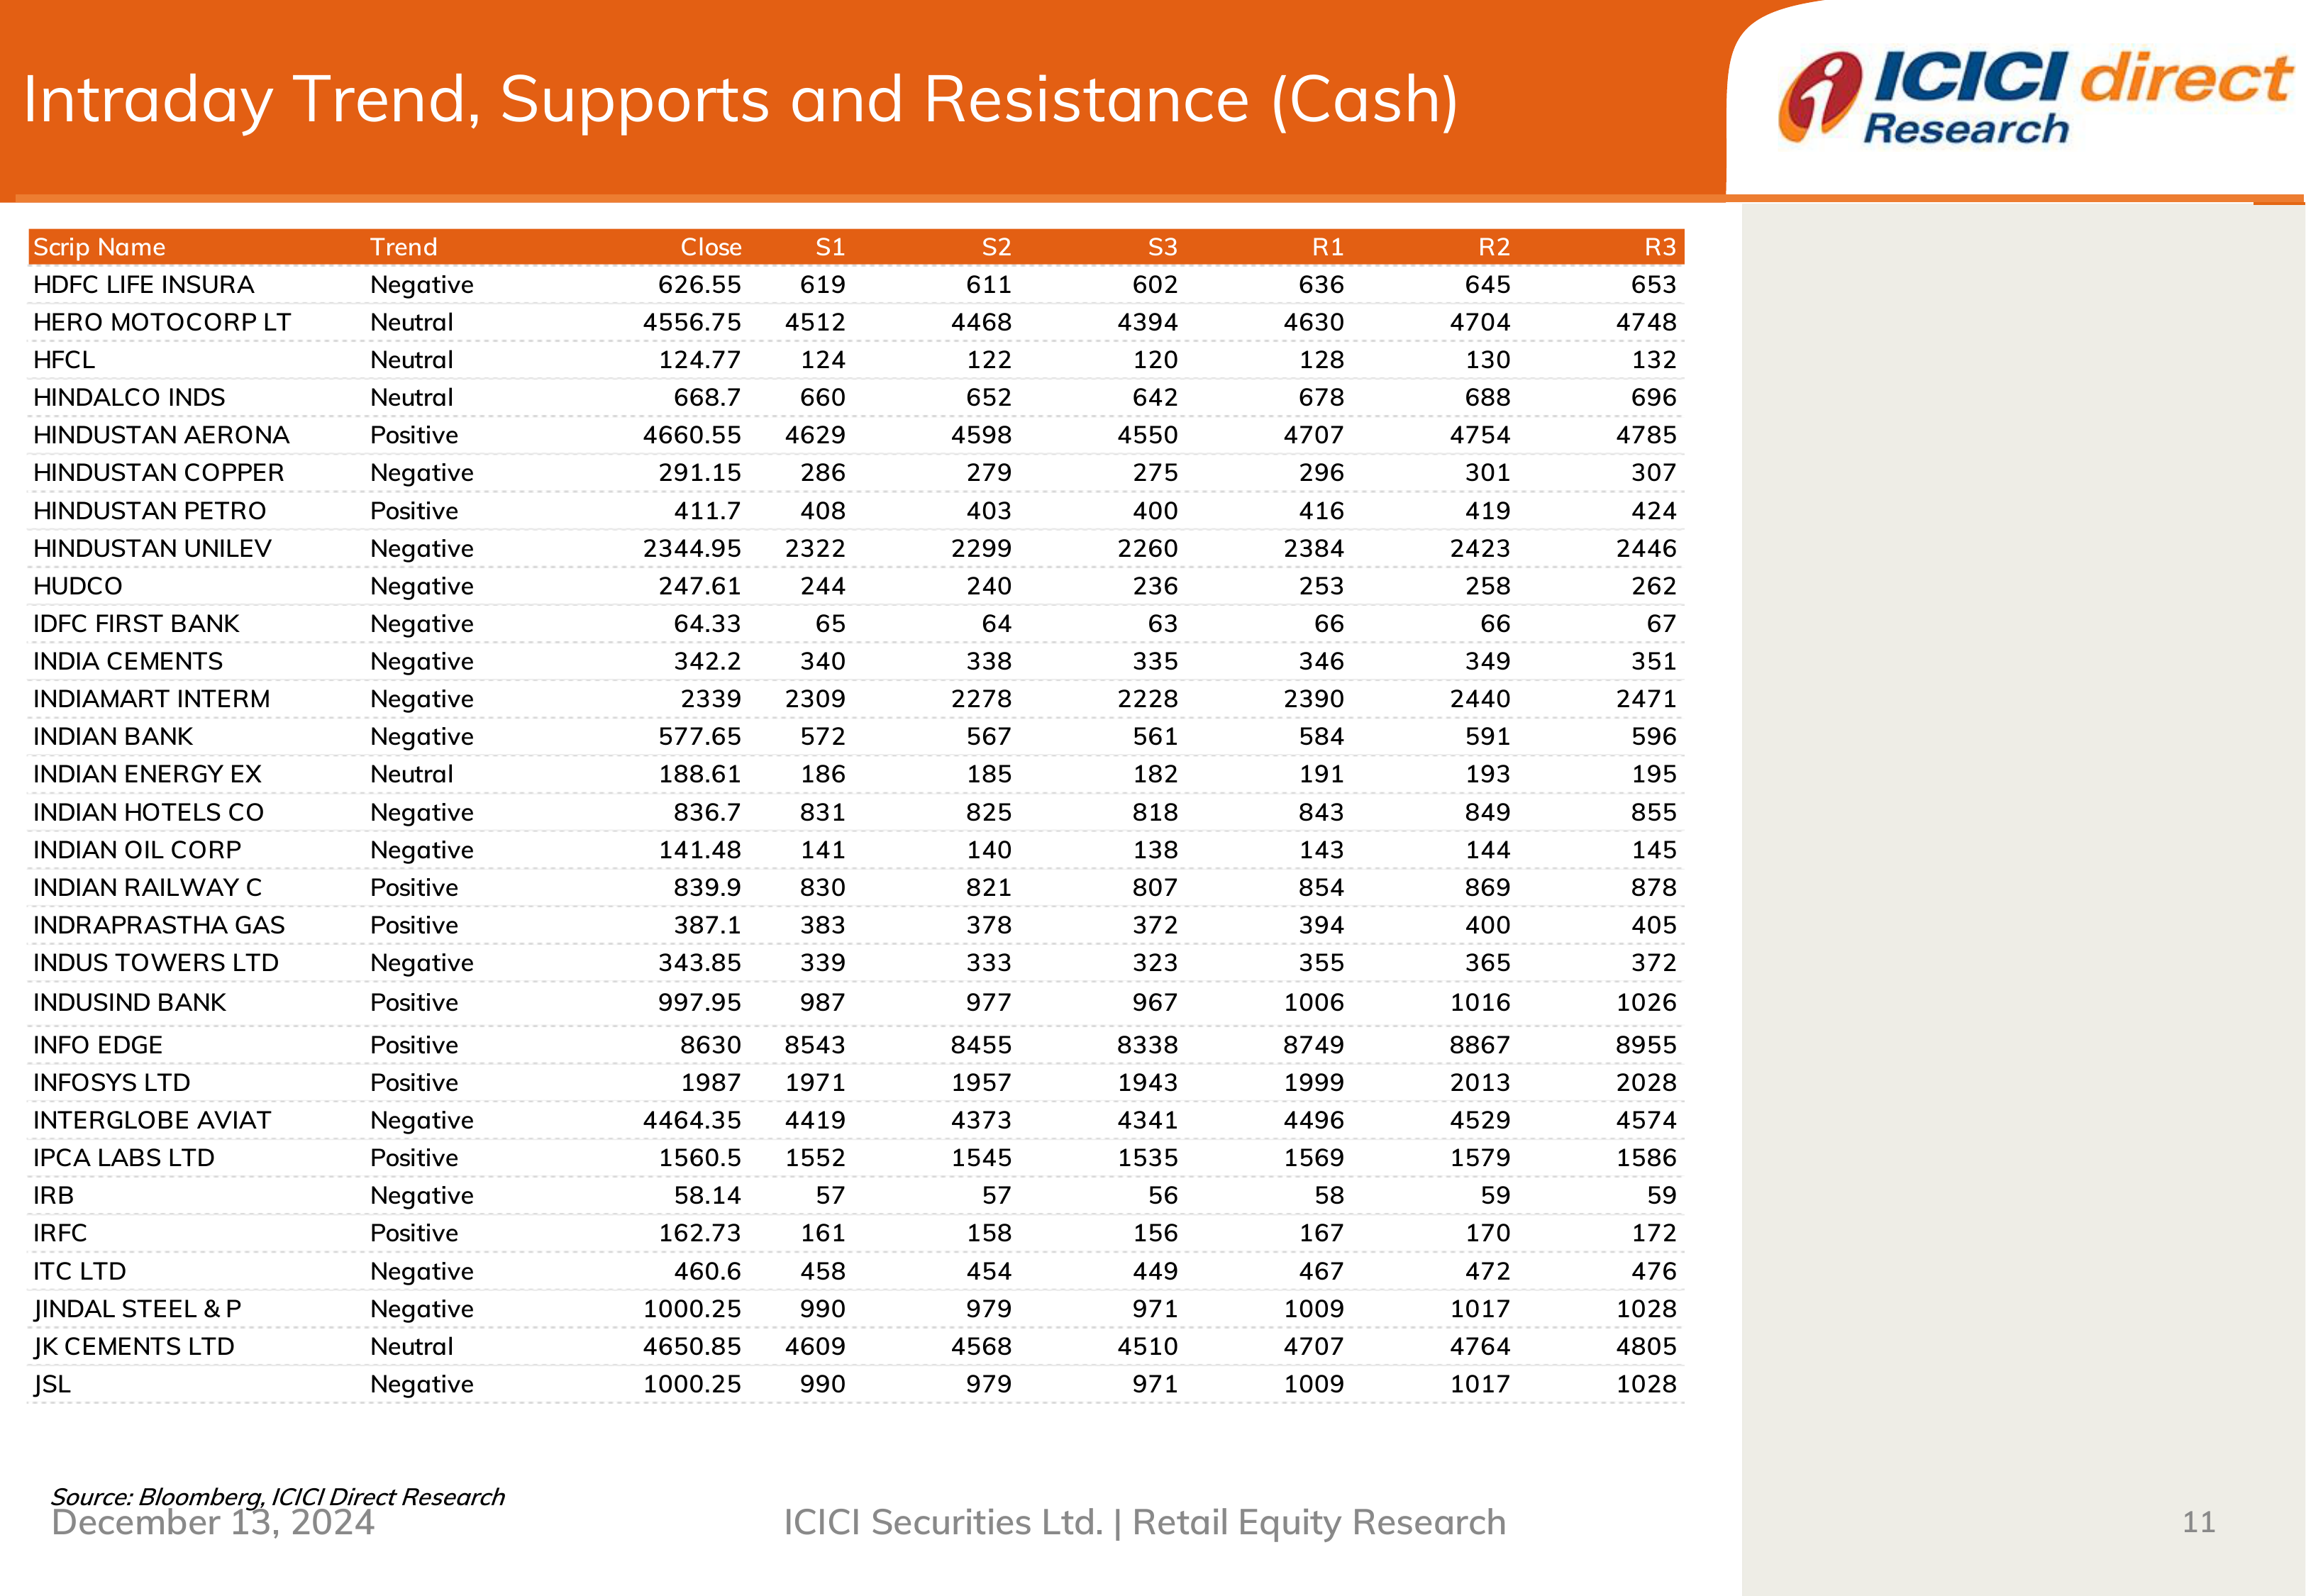 Intraday Trend, Supports and Resistance (Cash)
ICICI direct
Research
Scrip Name Trend Close S1 S2 S3 R1 R2 R3
HDFC LIFE INSURA Negative 626.55 619 611 602 636 645 653
HERO MOTOCORP LT Neutral 4556.75 4512 4468 4394 4630 4704 4748
HFCL Neutral 124.77 124 122 120 128 130 132
HINDALCO INDS Neutral 668.7 660 652 642 678 688 696
HINDUSTAN AERONA Positive 4660.55 4629 4598 4550 4707 4754 4785
HINDUSTAN COPPER Negative 291.15 286 279 275 296 301 307
HINDUSTAN PETRO Positive 411.7 408 403 400 416 419 424
HINDUSTAN UNILEV Negative 2344.95 2322 2299 2260 2384 2423 2446
HUDCO Negative 247.61 244 240 236 253 258 262
IDFC FIRST BANK Negative 64.33 65 64 63 66 66 67
INDIA CEMENTS Negative 342.2 340 338 335 346 349 351
INDIAMART INTERM Negative 2339 2309 2278 2228 2390 2440 2471
INDIAN BANK Negative 577.65 572 567 561 584 591 596
INDIAN ENERGY EX Neutral 188.61 186 185 182 191 193 195
INDIAN HOTELS CO Negative 836.7 831 825 818 843 849 855
INDIAN OIL CORP Negative 141.48 141 140 138 143 144 145
INDIAN RAILWAY C Positive 839.9 830 821 807 854 869 878
INDRAPRASTHA GAS Positive 387.1 383 378 372 394 400 405
INDUS TOWERS LTD Negative 343.85 339 333 323 355 365 372
INDUSIND BANK Positive 997.95 987 977 967 1006 1016 1026
INFO EDGE Positive 8630 8543 8455 8338 8749 8867 8955
INFOSYS LTD Positive 1987 1971 1957 1943 1999 2013 2028
INTERGLOBE AVIAT Negative 4464.35 4419 4373 4341 4496 4529 4574
IPCA LABS LTD Positive 1560.5 1552 1545 1535 1569 1579 1586
IRB Negative 58.14 57 57 56 58 59 59
IRFC Positive 162.73 161 158 156 167 170 172
ITC LTD Negative 460.6 458 454 449 467 472 476
JINDAL STEEL & P Negative 1000.25 990 979 971 1009 1017 1028
JK CEMENTS LTD Neutral 4650.85 4609 4568 4510 4707 4764 4805
JSL Negative 1000.25 990 979 971 1009 1017 1028
Source: Bloomberg, ICICI Direct Research
December 13, 2024 ICICI Securities Ltd. | Retail Equity Research 11